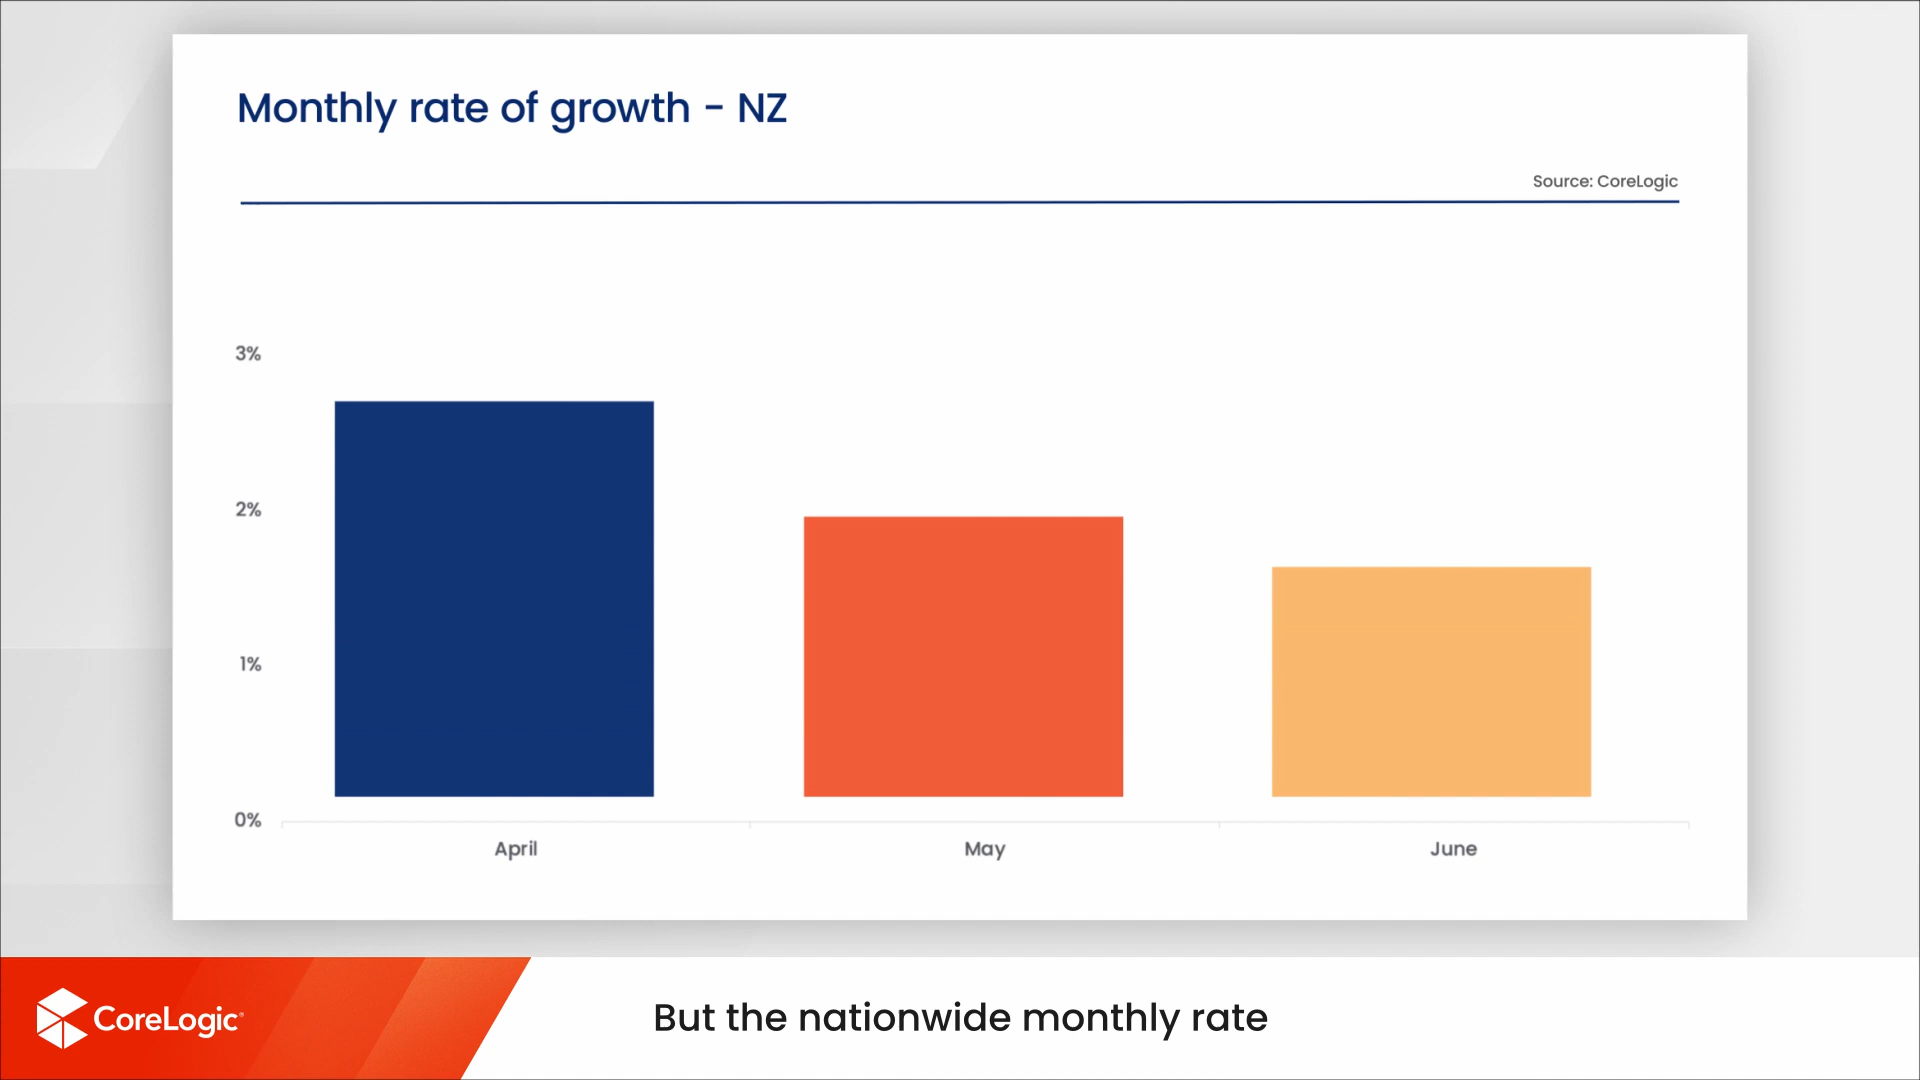 Monthly rate of growth - NZ
Source: CoreLogic
3%
2%
1%
0%
April
May
June
CoreLogic
But the nationwide monthly rate